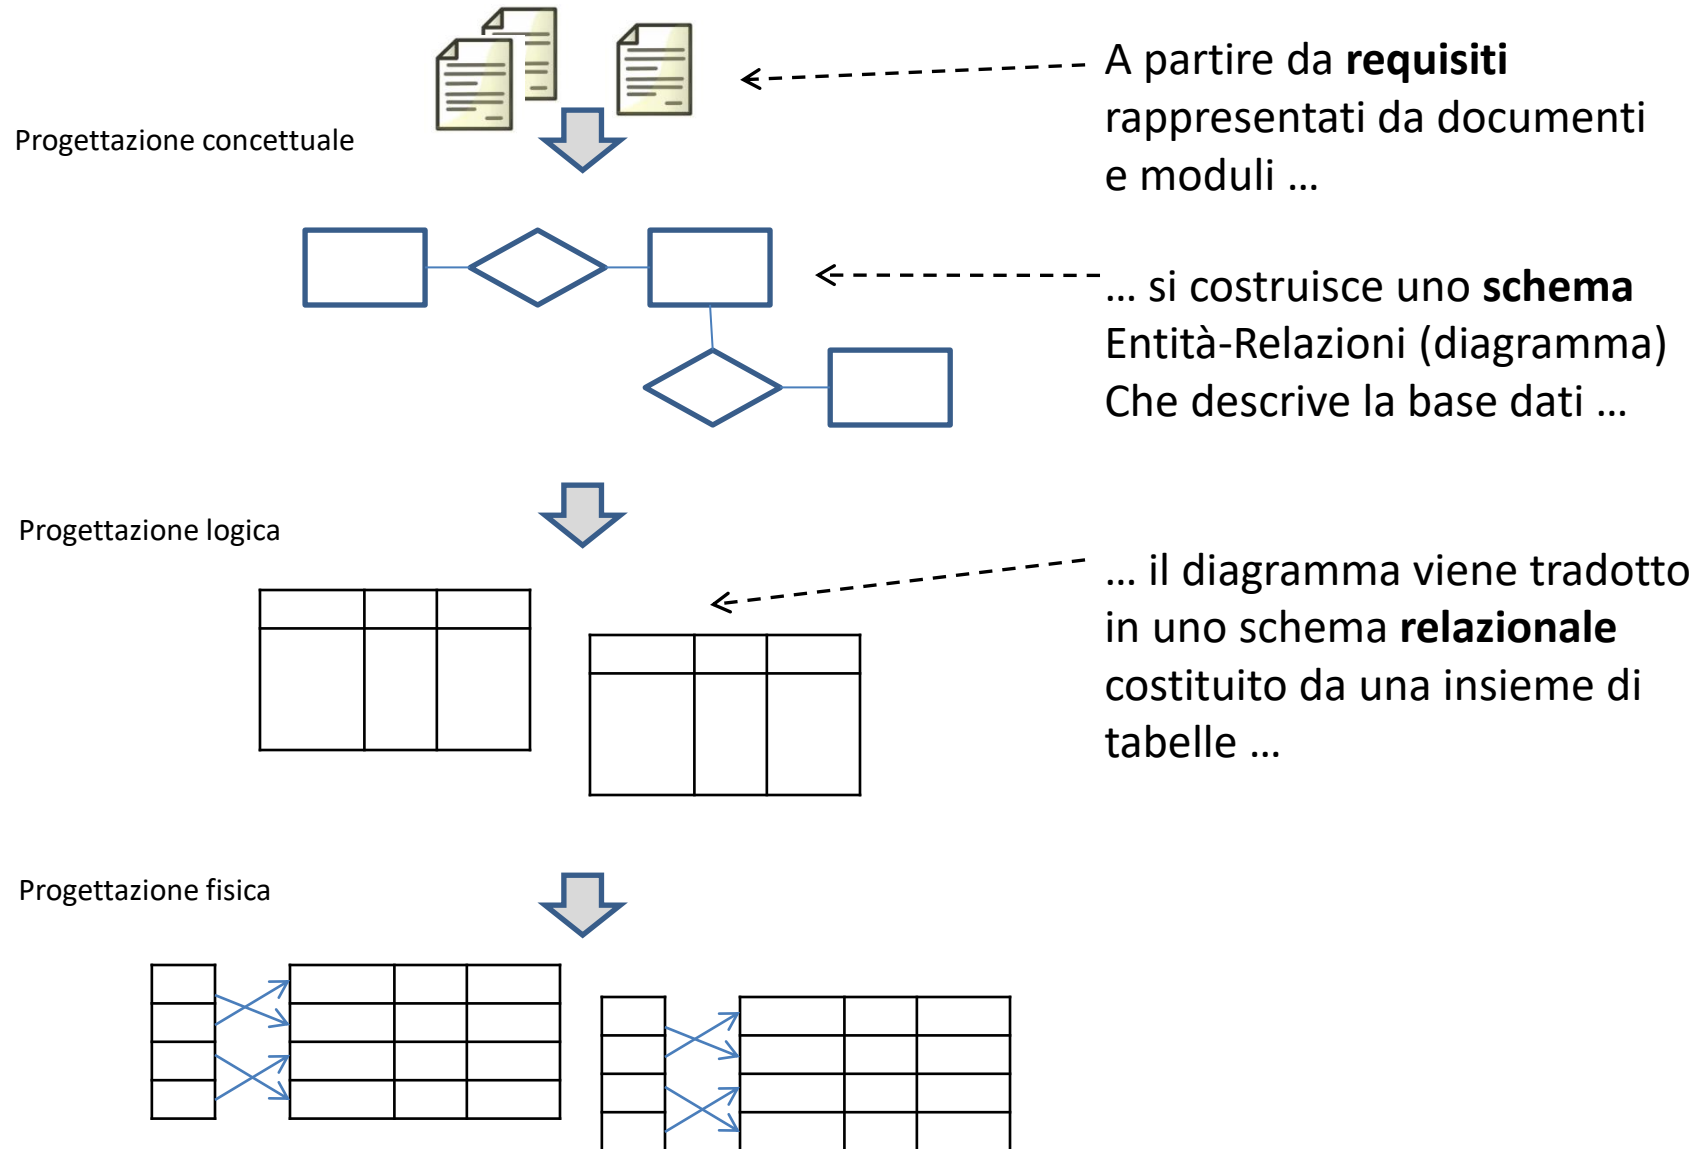 A partire da requisiti
rappresentati da documenti
e moduli …
Progettazione concettuale
… si costruisce uno schema
Entità-Relazioni (diagramma)
Che descrive la base dati …
Progettazione logica
… il diagramma viene tradotto
in uno schema relazionale
costituito da una insieme di
tabelle …
Progettazione fisica